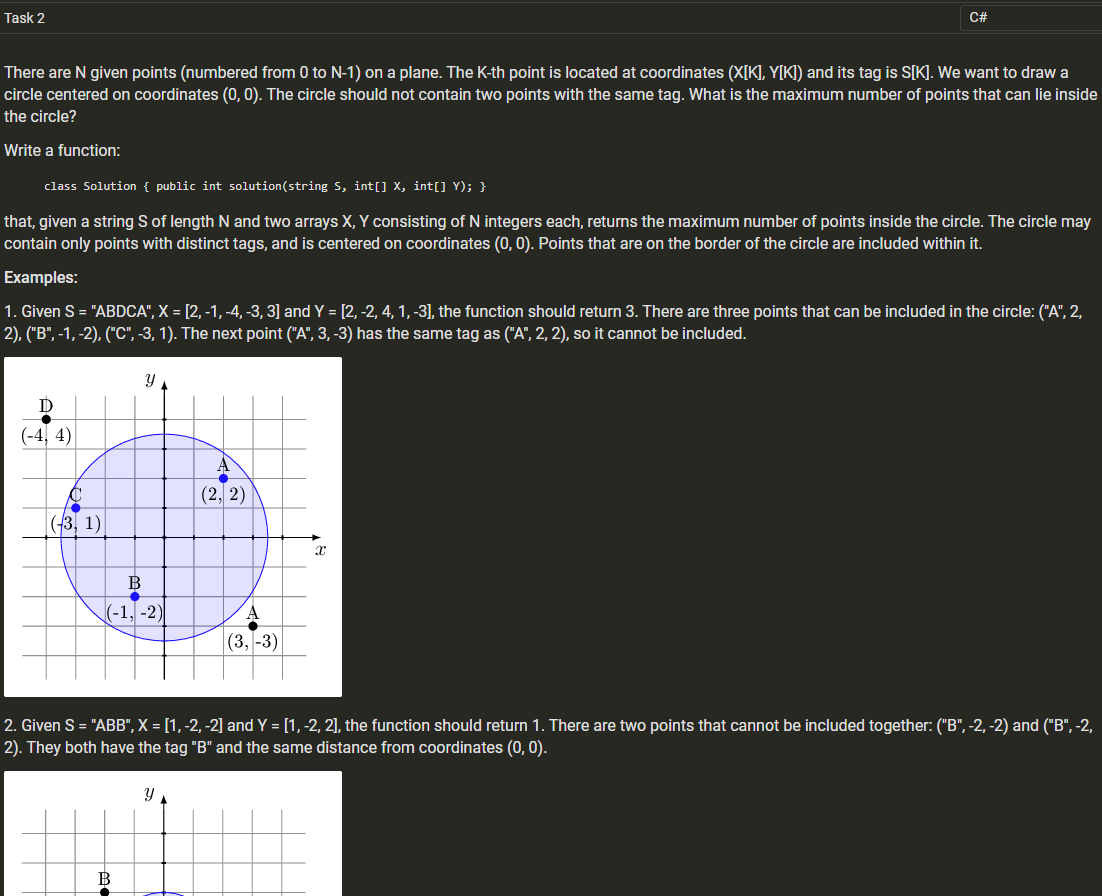 Task 2
C#
There are N given points (numbered from 0 to N-1) on a plane. The K-th point is located at coordinates (X[K], Y[K]) and its tag is S[K]. We want to draw a
circle centered on coordinates (0, 0). The circle should not contain two points with the same tag. What is the maximum number of points that can lie inside
the circle?
Write a function:
class Solution { public int solution(string S, int[] X, int[] Y); }
that, given a string S of length N and two arrays X, Y consisting of N integers each, returns the maximum number of points inside the circle. The circle may
contain only points with distinct tags, and is centered on coordinates (0, 0). Points that are on the border of the circle are included within it.
Examples:
1. Given S = "ABDCA", X = [2, -1, -4, -3, 3] and Y = [2, -2, 4, 1, -3], the function should return 3. There are three points that can be included in the circle: ("A", 2,
2), ("B", -1, -2), ("C", -3, 1). The next point ("A", 3, -3) has the same tag as ("A", 2, 2), so it cannot be included.
y
D
(-4, 4)
A
(2, 2)
C
(-3, 1)
x
B
(-1, -2)
A
(3, -3)
2. Given S = "ABB", X = [1, -2, -2] and Y = [1, -2, 2], the function should return 1. There are two points that cannot be included together: ("B", -2, -2) and ("B", -2,
2). They both have the tag "B" and the same distance from coordinates (0, 0).
y
B